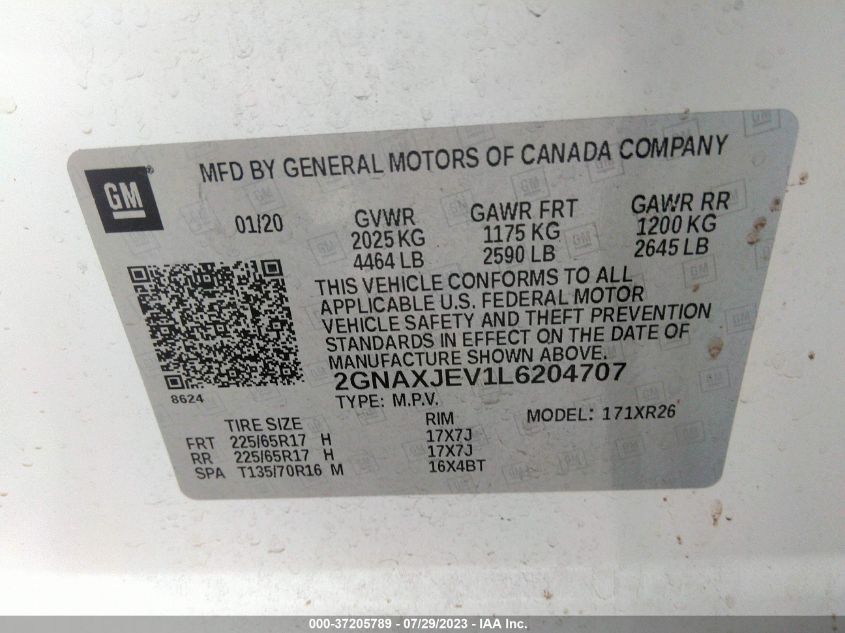 GM
MFD BY GENERAL MOTORS OF CANADA COMPANY
01/20 GVWR GAWR FRT GAWR RR
2025 KG 1175 KG 1200 KG
4464 LB 2590 LB 2645 LB
THIS VEHICLE CONFORMS TO ALL
APPLICABLE U.S. FEDERAL MOTOR
VEHICLE SAFETY AND THEFT PREVENTION
STANDARDS IN EFFECT ON THE DATE OF
MANUFACTURE SHOWN ABOVE.
8624 2GNAXJEV1L6204707
TYPE: M.P.V. MODEL: 171XR26
TIRE SIZE RIM
FRT 225/65R17 H 17X7J
RR 225/65R17 H 17X7J
SPA T135/70R16 M 16X4BT
000-37205789 - 07/29/2023 - IAA Inc.